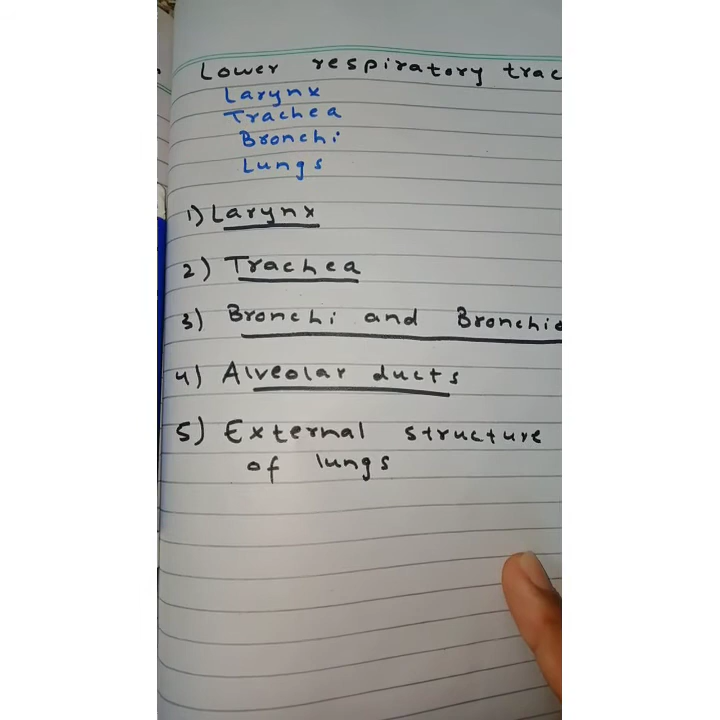 Lower respiratory trac
Larynx
Trachea
Bronchi
Lungs
1) Larynx
2) Trachea
3) Bronchi and Bronchio
4) Alveolar ducts
5) External structure
of lungs